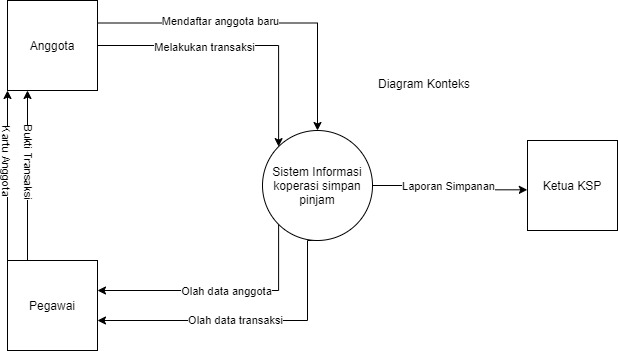 Mendaftar anggota baru
Anggota
Melakukan transaksi
Diagram Konteks
Kartu Anggota
Bukti Transaksi
Sistem Informasi
koperasi simpan
pinjam
Laporan Simpanan
Ketua KSP
Olah data anggota
Pegawai
Olah data transaksi